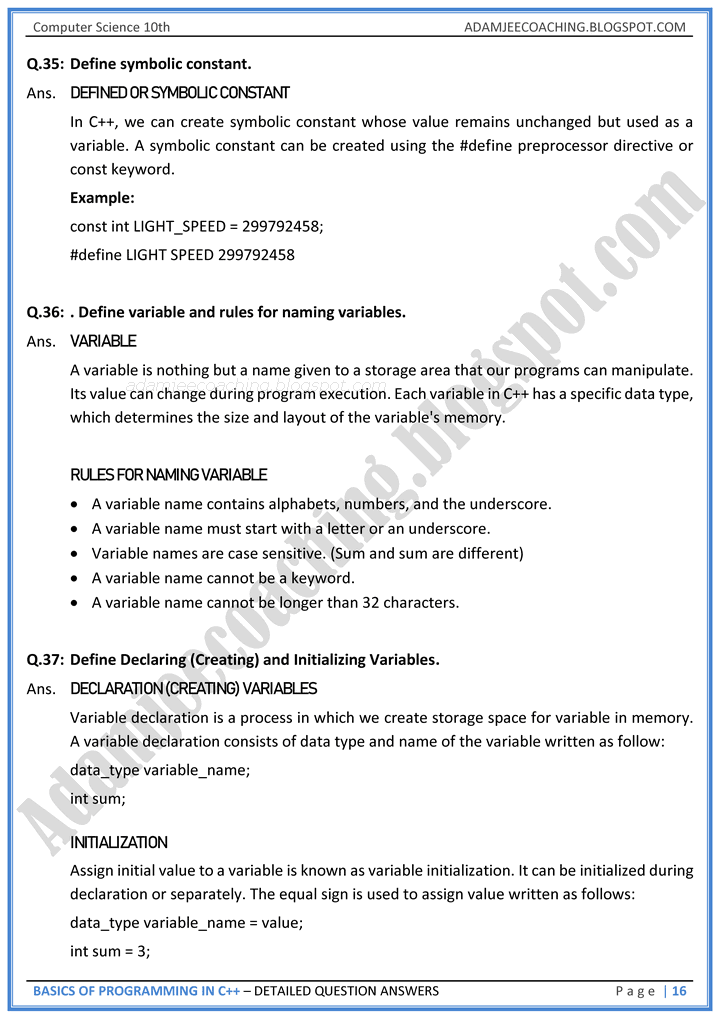 Computer Science 10th ADAMJEECOACHING.BLOGSPOT.COM
Q.35: Define symbolic constant.
Ans. DEFINED OR SYMBOLIC CONSTANT
In C++, we can create symbolic constant whose value remains unchanged but used as a
variable. A symbolic constant can be created using the #define preprocessor directive or
const keyword.
Example:
const int LIGHT_SPEED = 299792458;
#define LIGHT SPEED 299792458
Q.36: . Define variable and rules for naming variables.
Ans. VARIABLE
A variable is nothing but a name given to a storage area that our programs can manipulate.
adamjeecoaching.blogspot.com
Its value can change during program execution. Each variable in C++ has a specific data type,
which determines the size and layout of the variable's memory.
RULES FOR NAMING VARIABLE
• A variable name contains alphabets, numbers, and the underscore.
• A variable name must start with a letter or an underscore.
• Variable names are case sensitive. (Sum and sum are different)
• A variable name cannot be a keyword.
• A variable name cannot be longer than 32 characters.
Q.37: Define Declaring (Creating) and Initializing Variables.
Ans. DECLARATION (CREATING) VARIABLES
Variable declaration is a process in which we create storage space for variable in memory.
A variable declaration consists of data type and name of the variable written as follow:
data_type variable_name;
int sum;
INITIALIZATION
Assign initial value to a variable is known as variable initialization. It can be initialized during
declaration or separately. The equal sign is used to assign value written as follows:
data_type variable_name = value;
int sum = 3;
Adamjeecoaching.blogspot.com
BASICS OF PROGRAMMING IN C++ – DETAILED QUESTION ANSWERS Page | 16